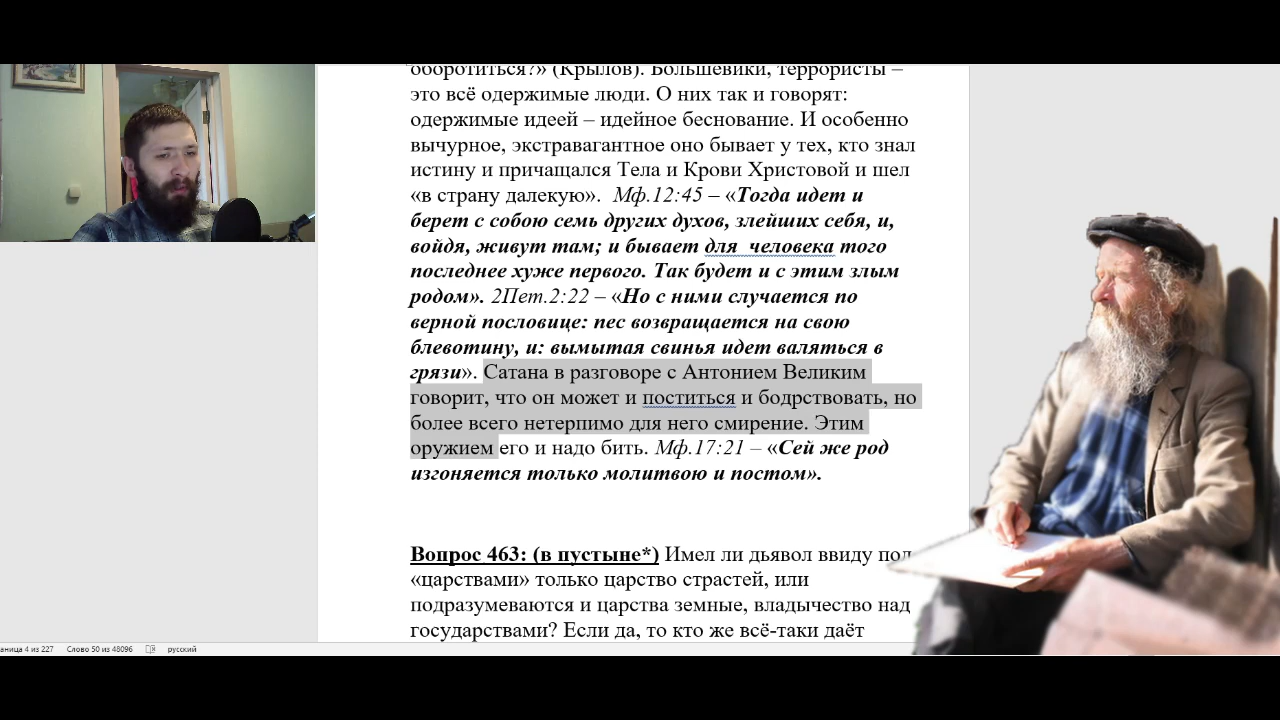 оборотиться?» (Крылов). Большевики, террористы –
это всё одержимые люди. О них так и говорят:
одержимые идеей – идейное беснование. И особенно
вычурное, экстравагантное оно бывает у тех, кто знал
истину и причащался Тела и Крови Христовой и шел
«в страну далекую».  Мф.12:45 – «Тогда идет и
берет с собою семь других духов, злейших себя, и,
войдя, живут там; и бывает для  человека того
последнее хуже первого. Так будет и с этим злым
родом». 2Пет.2:22 – «Но с ними случается по
верной пословице: пес возвращается на свою
блевотину, и: вымытая свинья идет валяться в
грязи». Сатана в разговоре с Антонием Великим
говорит, что он может и поститься и бодрствовать, но
более всего нетерпимо для него смирение. Этим
оружием его и надо бить. Мф.17:21 – «Сей же род
изгоняется только молитвою и постом».
Вопрос 463: (в пустыне*) Имел ли дьявол ввиду под
«царствами» только царство страстей, или
подразумеваются и царства земные, владычество над
государствами? Если да, то кто же всё-таки даёт
аница 4 из 227 Слово 50 из 48096 русский